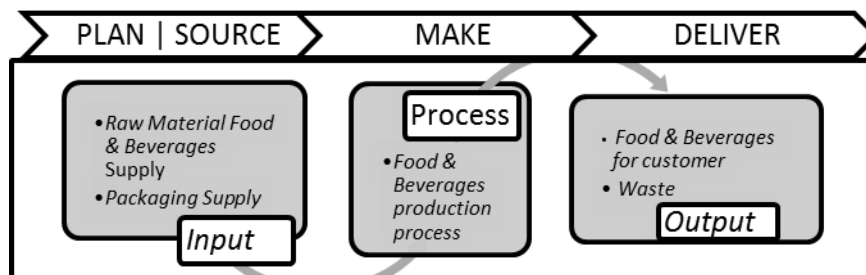 PLAN | SOURCE
MAKE
DELIVER
•Raw Material Food
& Beverages
Supply
•Packaging Supply
Input
Process
•Food &
Beverages
production
process
• Food & Beverages
for customer
• Waste
Output